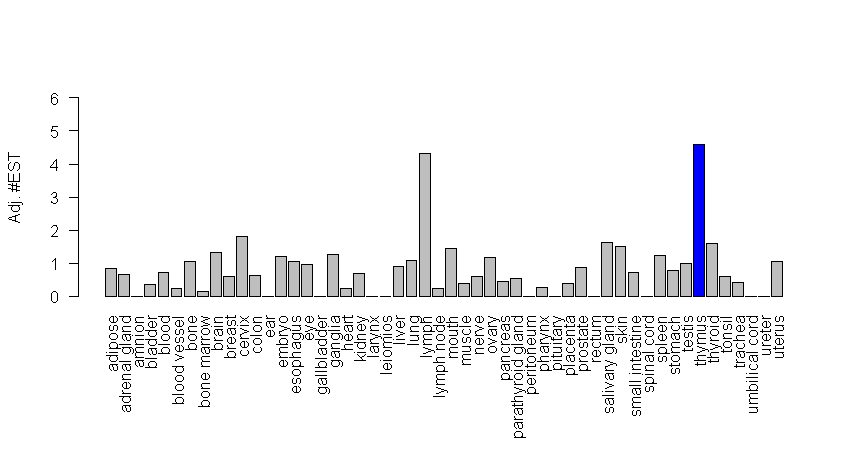 6
5
4
3
2
1
0
Adj. #EST
adipose
adrenal gland
amnion
bladder
blood
blood vessel
bone
bone marrow
brain
breast
cervix
colon
ear
embryo
esophagus
eye
gallbladder
ganglia
heart
kidney
larynx
leiomios
liver
lung
lymph
lymph node
mouth
muscle
nerve
ovary
pancreas
parathyroid gland
peritoneum
pharynx
pituitary
placenta
prostate
rectum
salivary gland
skin
small intestine
spinal cord
spleen
stomach
testis
thymus
thyroid
tonsil
trachea
umbilical cord
ureter
uterus